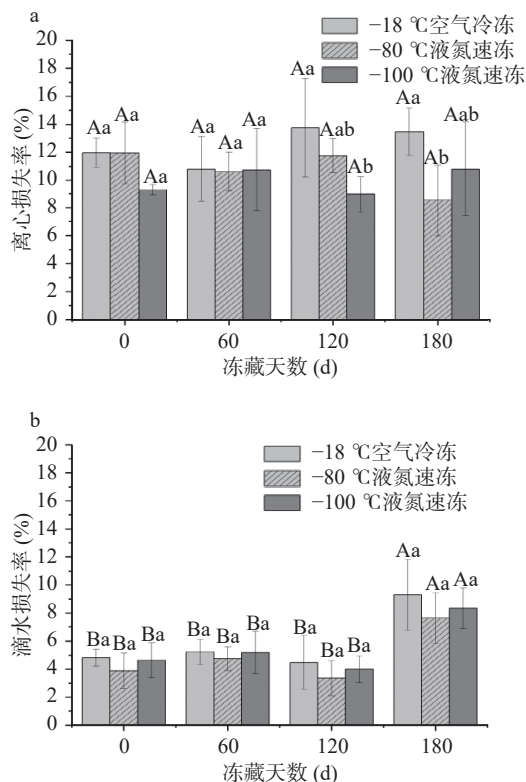 a
−18 ℃空气冷冻
−80 ℃液氮速冻
−100 ℃液氮速冻
离心损失率 (%)
20
18
16
14
12
10
8
6
4
2
0
Aa Aa Aa
Aa Aa Aa
Aa Aab Ab
Aa Ab Aab
0 60 120 180
冻藏天数 (d)
b
−18 ℃空气冷冻
−80 ℃液氮速冻
−100 ℃液氮速冻
滴水损失率 (%)
20
18
16
14
12
10
8
6
4
2
0
Ba Ba Ba
Ba Ba Ba
Ba Ba Ba
Aa Aa Aa
0 60 120 180
冻藏天数 (d)